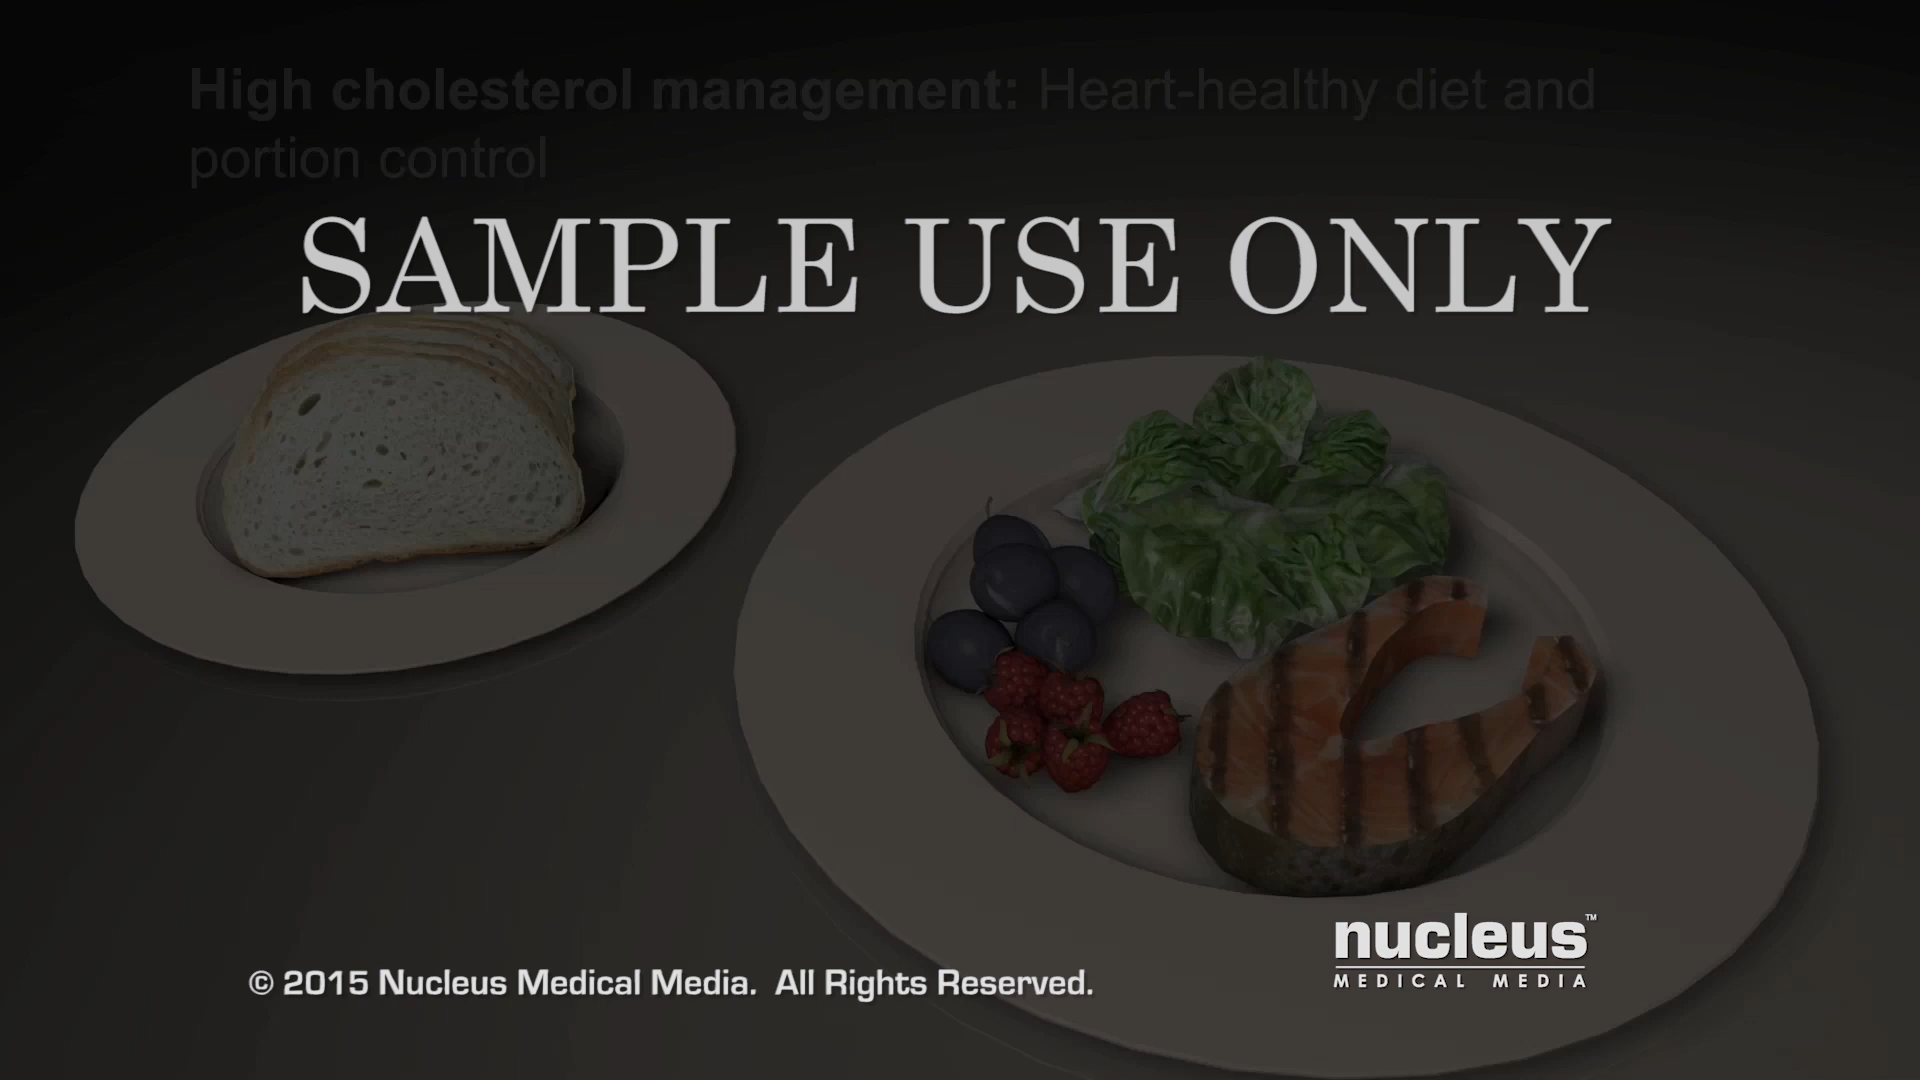 High cholesterol management: Heart-healthy diet and
portion control
SAMPLE USE ONLY
nucleus™
MEDICAL MEDIA
© 2015 Nucleus Medical Media. All Rights Reserved.